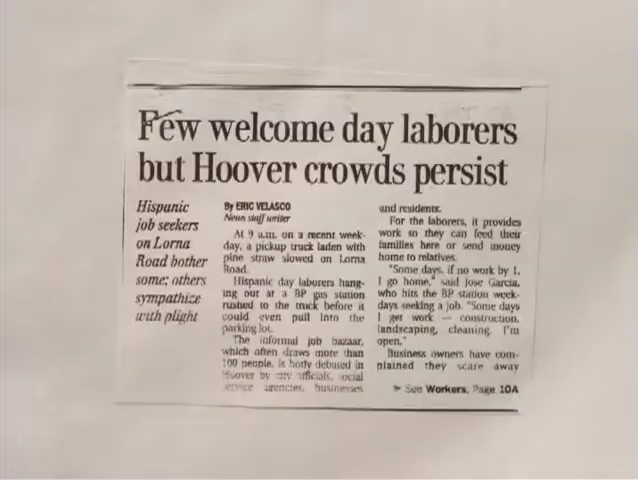 Few welcome day laborers
but Hoover crowds persist
Hispanic
job seekers
on Lorna
Road bother
some; others
sympathize
with plight
By ERIC VELASCO
News staff writer
At 9 a.m. on a recent week-
day, a pickup truck laden with
pine straw slowed on Lorna
Road.
Hispanic day laborers hang-
ing out at a BP gas station
rushed to the truck before it
could even pull into the
parking lot.
The informal job bazaar,
which often draws more than
100 people, is hotly debated in
Hoover by city officials, social
service agencies, businesses
and residents.
For the laborers, it provides
work so they can feed their
families here or send money
home to relatives.
"Some days, if no work by 1,
I go home," said Jose Garcia,
who hits the BP station week-
days seeking a job. "Some days
I get work — construction,
landscaping, cleaning. I'm
open."
Business owners have com-
plained they scare away
► See Workers, Page 10A